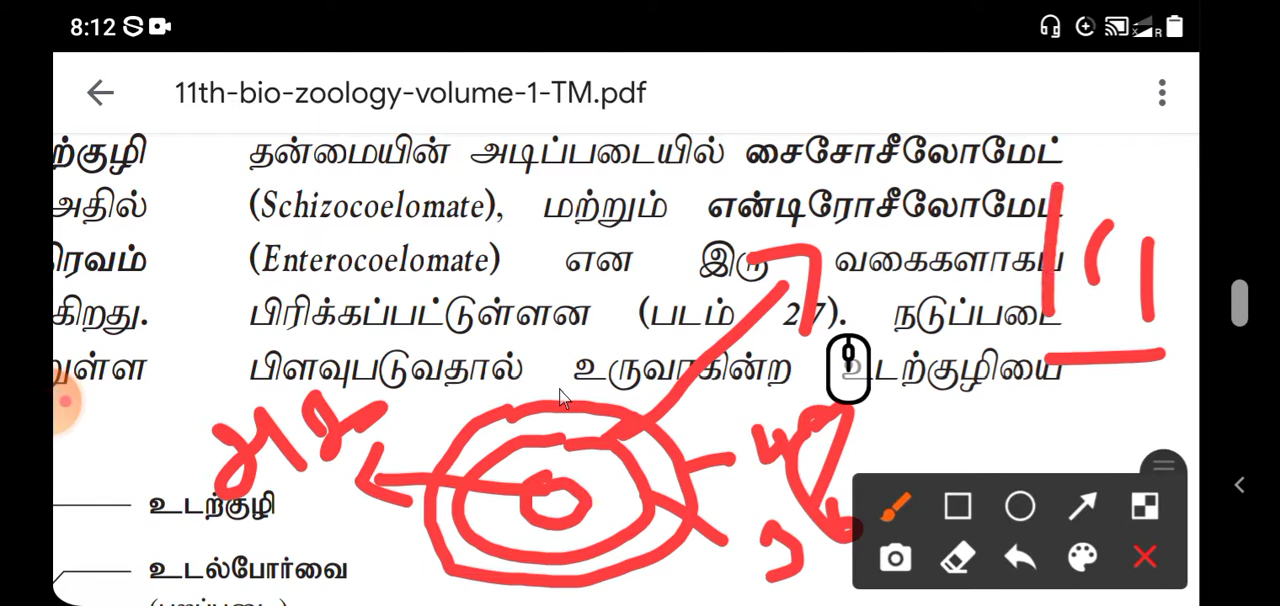 8:12
R
11th-bio-zoology-volume-1-TM.pdf
ற்குழி தன்மையின் அடிப்படையில் சைசோசீலோமேட்
அதில் (Schizocoelomate), மற்றும் என்டிரோசீலோமேட்
ிரவம் (Enterocoelomate) என இரு வகைகளாகப்
கிறது. பிரிக்கப்பட்டுள்ளன (படம் 2.7). நடுப்படை
புள்ள பிளவுபடுவதால் உருவாகின்ற உடற்குழியை
உடற்குழி
உடல்போர்வை